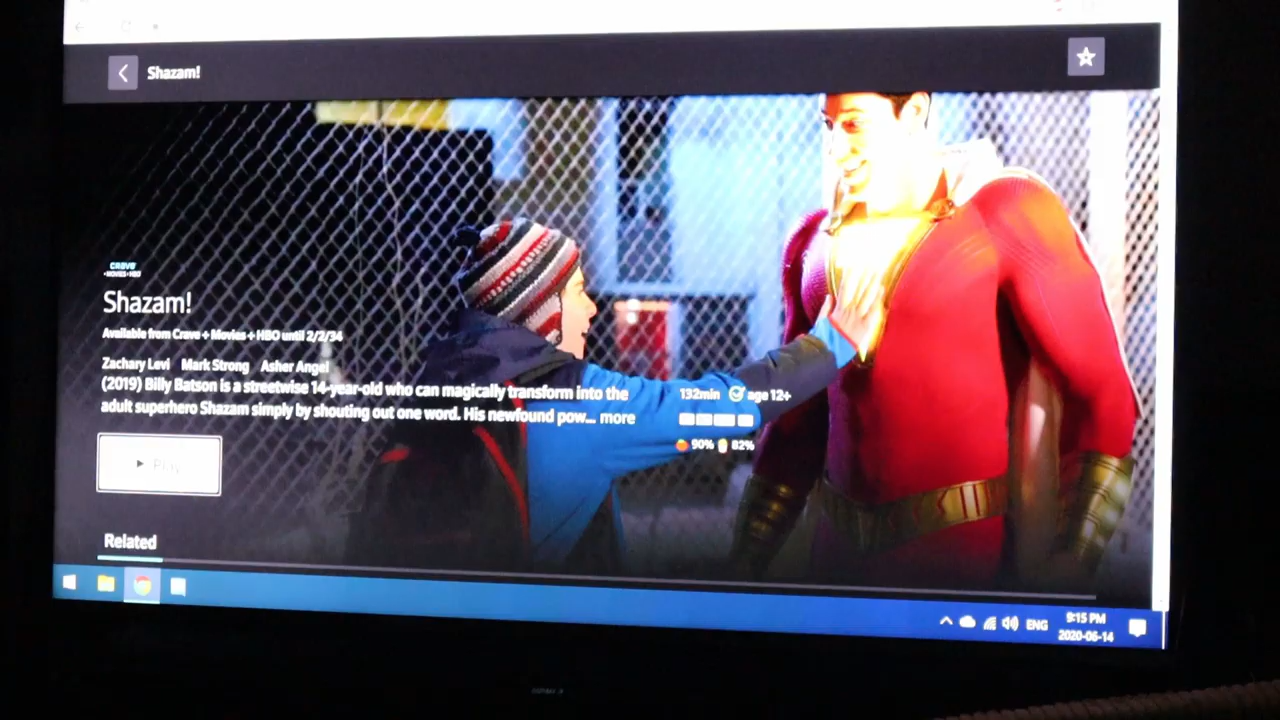 Shazam!
CRAVE
Shazam!
Available from Crave + Movies + HBO until 2/2/34
Zachary Levi Mark Strong Asher Angel
(2019) Billy Batson is a streetwise 14-year-old who can magically transform into the
adult superhero Shazam simply by shouting out one word. His newfound pow... more
132min age 12+
90% 82%
Play
Related
ENG
9:15 PM
2020-06-14